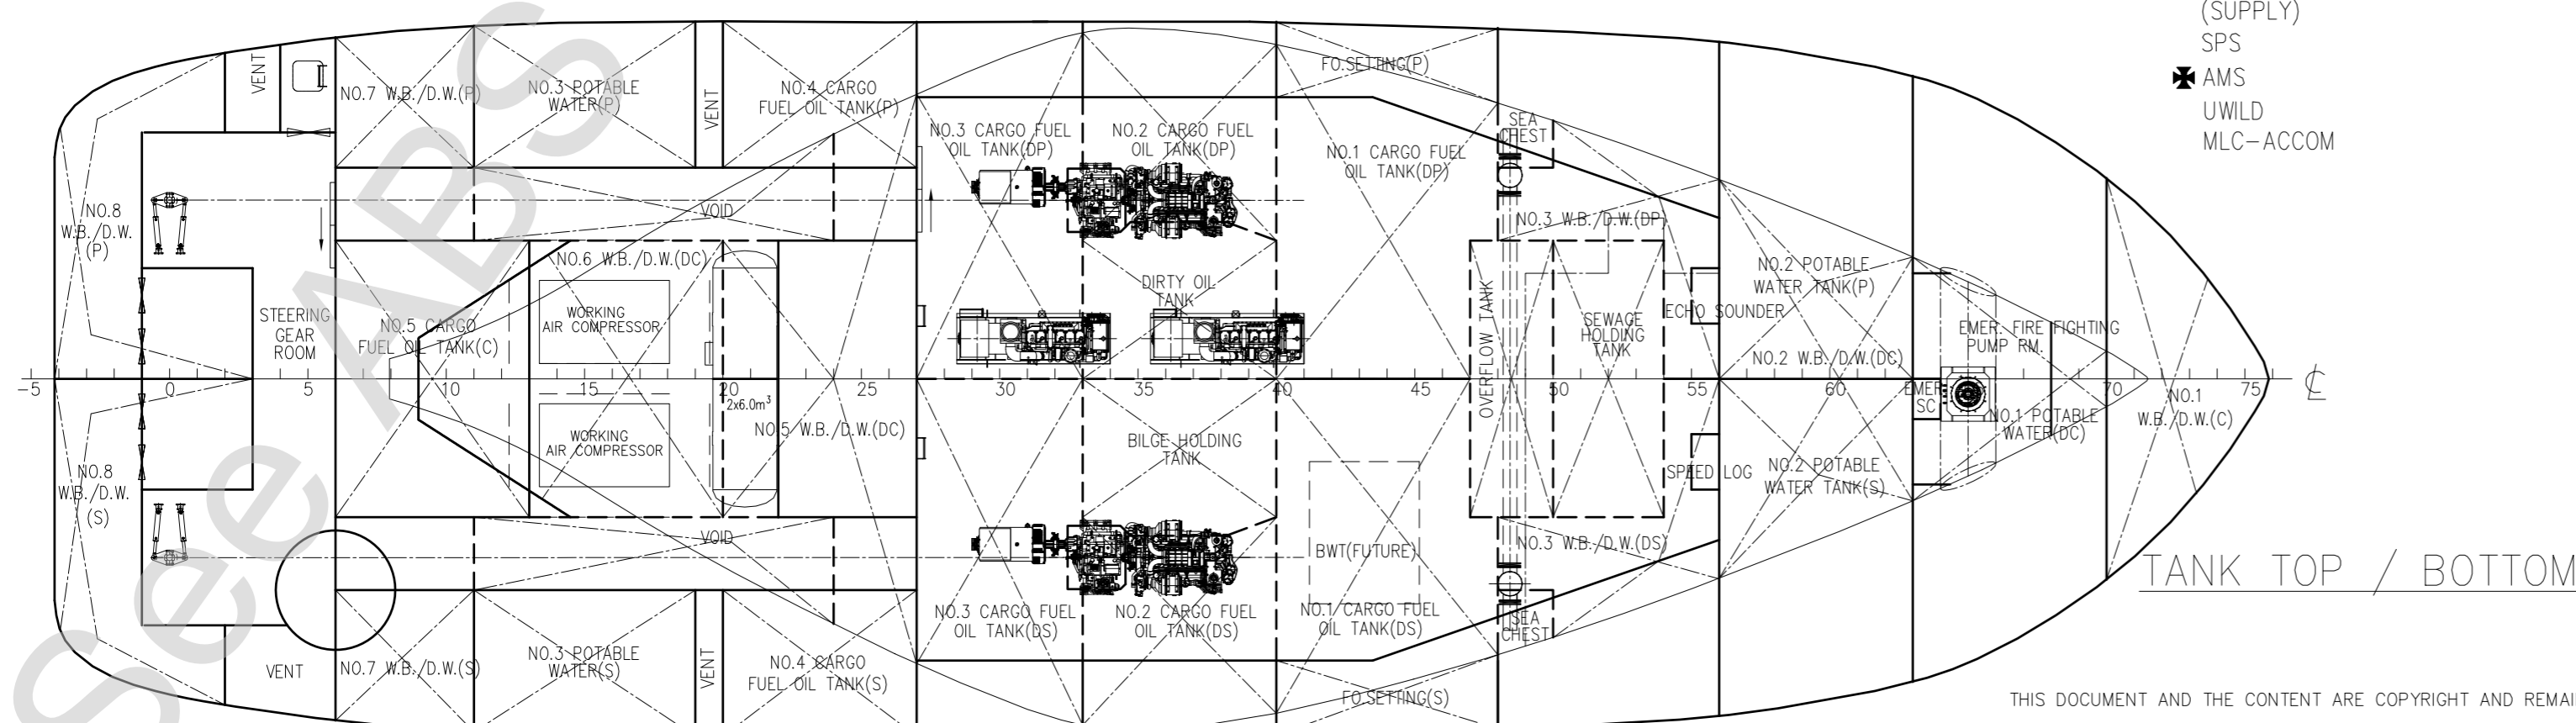 (SUPPLY)
SPS
AMS
UWILD
MLC-ACCOM
VENT
NO.7 W.B./D.W.(P)
NO.3 POTABLE
WATER(P)
VENT
NO.4 CARGO
FUEL OIL TANK(P)
FO.SETTING(P)
NO.3 CARGO FUEL
OIL TANK(DP)
NO.2 CARGO FUEL
OIL TANK(DP)
NO.1 CARGO FUEL
OIL TANK(DP)
SEA
CHEST
NO.8
W.B./D.W.
(P)
VOID
NO.3 W.B./D.W.(DP)
NO.6 W.B./D.W.(DC)
DIRTY OIL
TANK
NO.2 POTABLE
WATER TANK(P)
STEERING
GEAR
ROOM
NO.5 CARGO
FUEL OIL TANK(C)
WORKING
AIR COMPRESSOR
OVERFLOW TANK
SEWAGE
HOLDING
TANK
ECHO SOUNDER
EMER. FIRE FIGHTING
PUMP RM.
NO.2 W.B./D.W.(DC)
-5 0 5 10 15 20 25 30 35 40 45 50 55 60 70 75
2x6.0m³
NO.5 W.B./D.W.(DC)
EMER
SC
NO.1 POTABLE
WATER(DC)
NO.1
W.B./D.W.(C)
WORKING
AIR COMPRESSOR
BILGE HOLDING
TANK
NO.8
W.B./D.W.
(S)
SPEED LOG
NO.2 POTABLE
WATER TANK(S)
VOID
BWT(FUTURE)
NO.3 W.B./D.W.(DS)
TANK TOP / BOTTOM
NO.3 CARGO FUEL
OIL TANK(DS)
NO.2 CARGO FUEL
OIL TANK(DS)
NO.1 CARGO FUEL
OIL TANK(DS)
SEA
CHEST
VENT
NO.7 W.B./D.W.(S)
NO.3 POTABLE
WATER(S)
VENT
NO.4 CARGO
FUEL OIL TANK(S)
FO.SETTING(S)
THIS DOCUMENT AND THE CONTENT ARE COPYRIGHT AND REMAI
See ABS